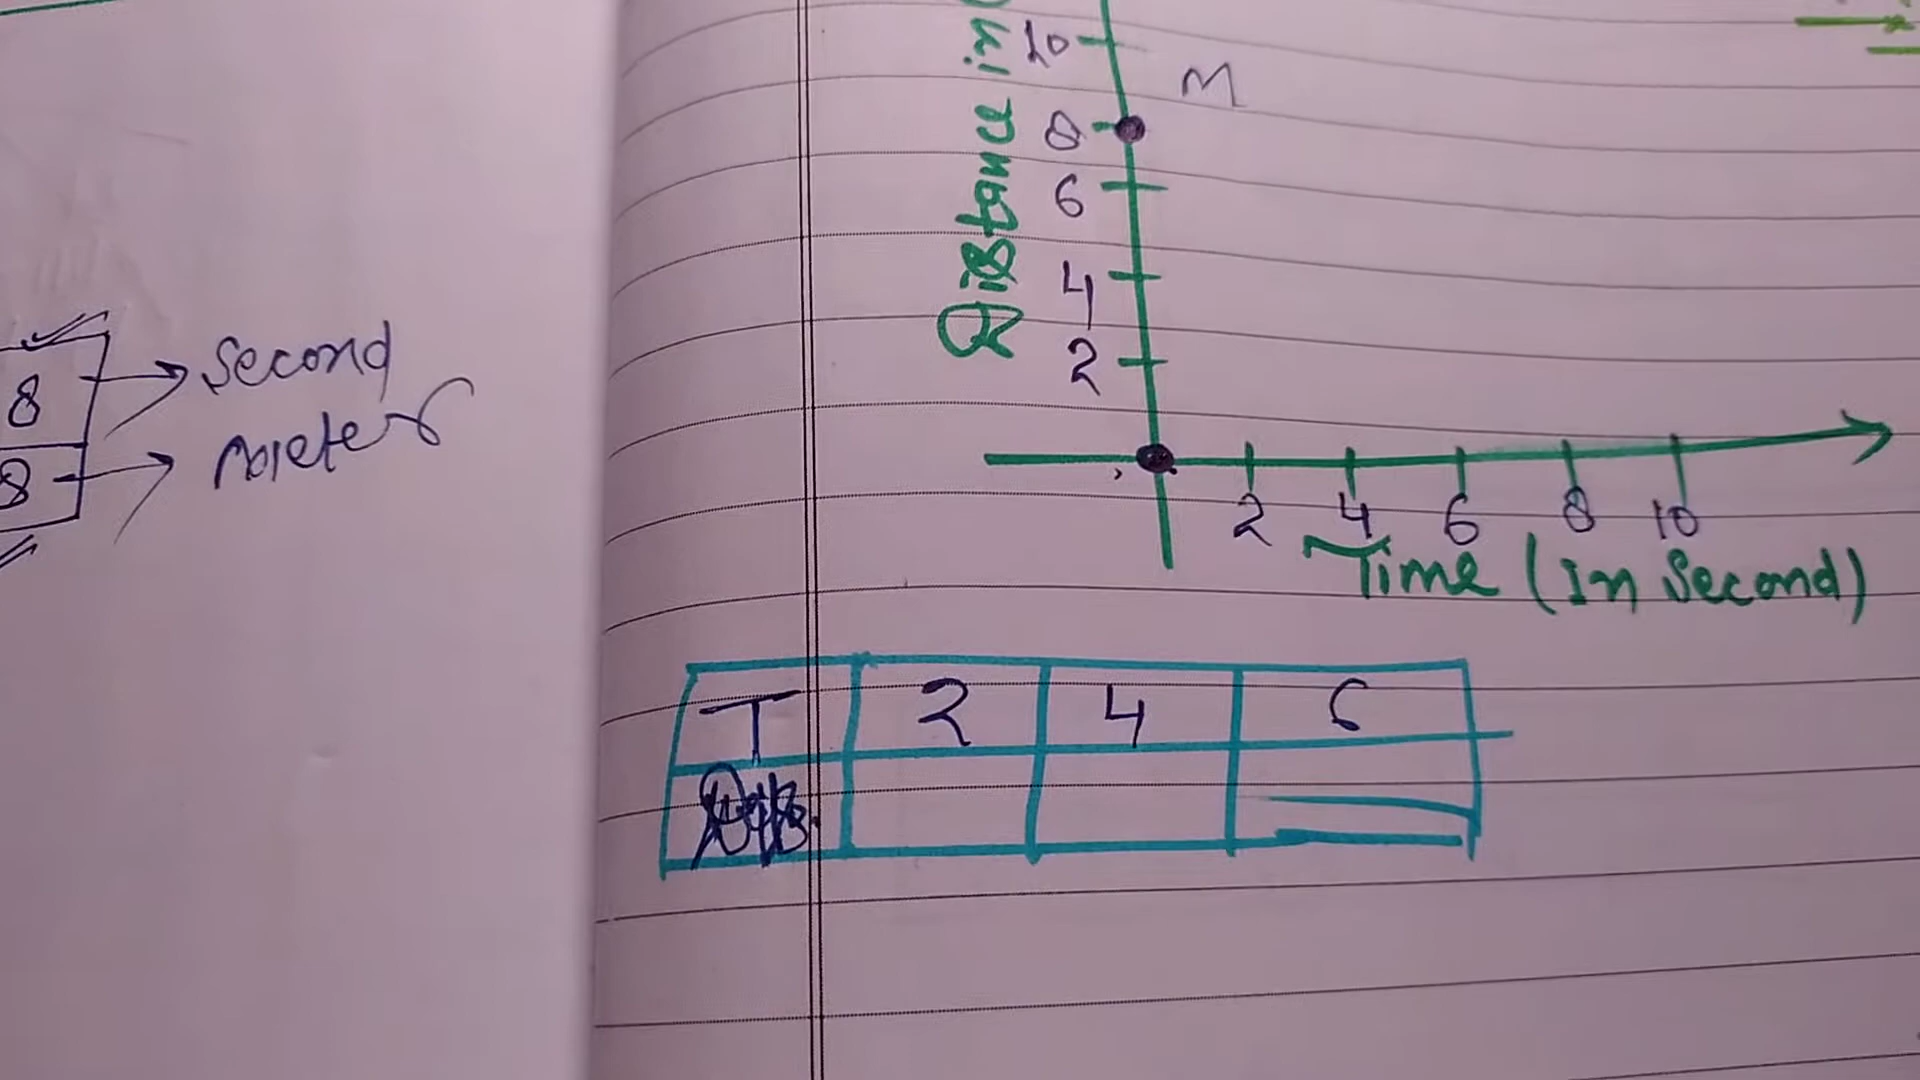 8 → Second
8 → meter
Distance in
10
M
8
6
4
2
2 4 6 8 10
Time (In Second)
T 2 4 6